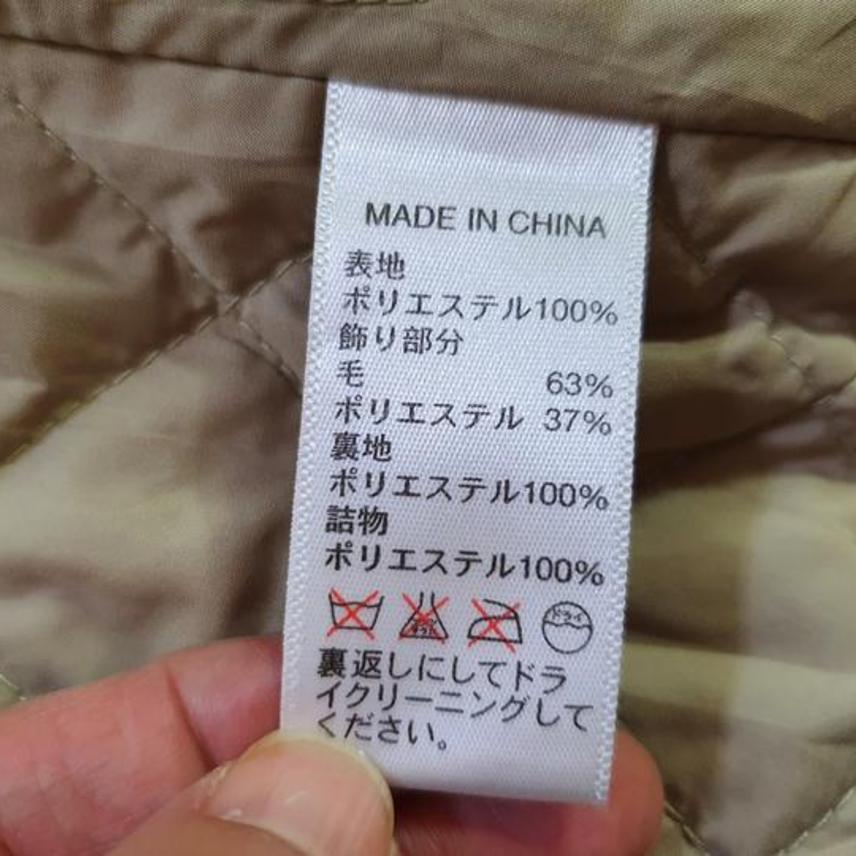 MADE IN CHINA
表地
ポリエステル100%
飾り部分
毛 63%
ポリエステル 37%
裏地
ポリエステル100%
詰物
ポリエステル100%
ドライ
裏返しにしてドラ
イクリーニングして
ください。